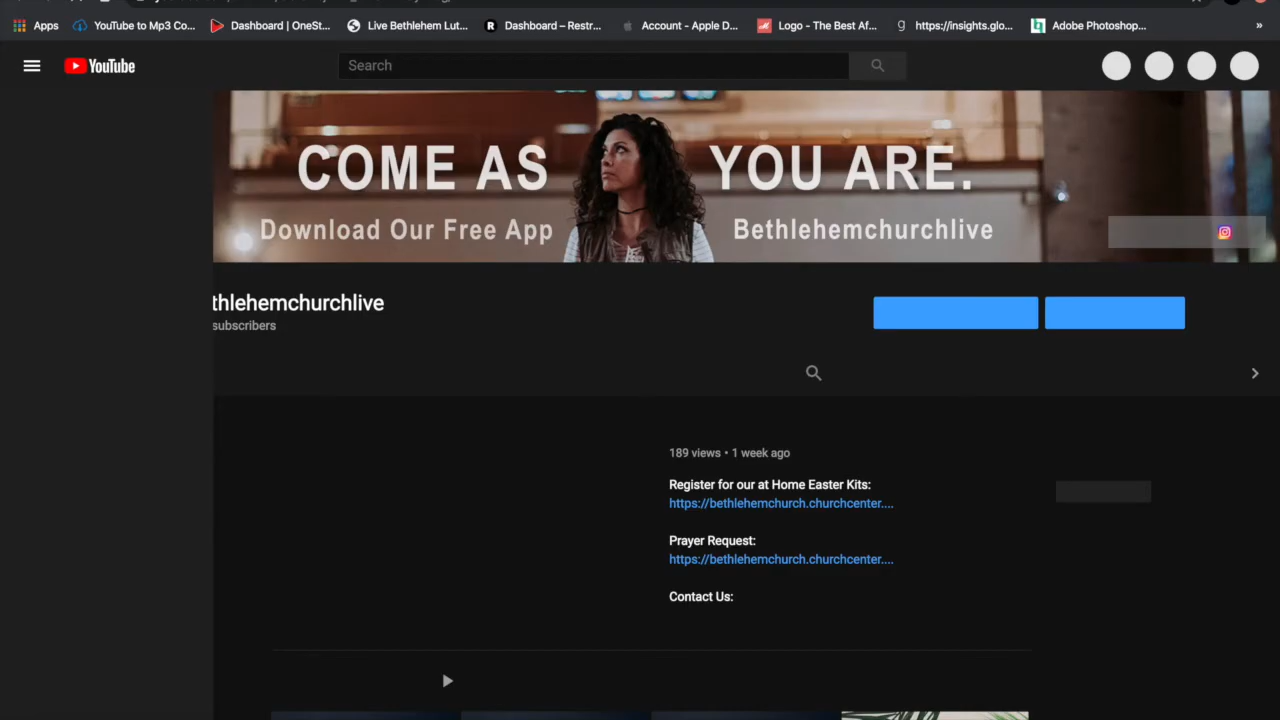 Apps YouTube to Mp3 Co... Dashboard | OneSt... Live Bethlehem Lut... Dashboard – Restr... Account - Apple D... Logo - The Best Af... https://insights.glo... Adobe Photoshop... »
YouTube Search
COME AS YOU ARE.
Download Our Free App Bethlehemchurchlive
thlehemchurchlive
subscribers
189 views • 1 week ago
Register for our at Home Easter Kits:
https://bethlehemchurch.churchcenter....
Prayer Request:
https://bethlehemchurch.churchcenter....
Contact Us: